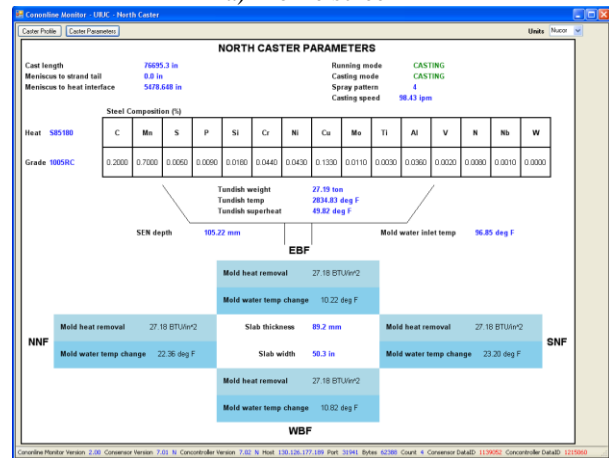 Cononline Monitor - UIUC - North Caster
Caster Profile Caster Parameters Units Nucor
NORTH CASTER PARAMETERS
Cast length 76695.3 in Running mode CASTING
Meniscus to strand tail 0.0 in Casting mode CASTING
Meniscus to heat interface 5478.648 in Spray pattern 4
Casting speed 98.43 ipm
Steel Composition (%)
Heat S85180 C Mn S P Si Cr Ni Cu Mo Ti Al V N Nb W
Grade 1005RC 0.2000 0.7000 0.0050 0.0090 0.0180 0.0440 0.0430 0.1330 0.0110 0.0030 0.0360 0.0020 0.0080 0.0010 0.0000
Tundish weight 27.19 ton
Tundish temp 2834.83 deg F
Tundish superheat 49.82 deg F
SEN depth 105.22 mm Mold water inlet temp 96.85 deg F
EBF
Mold heat removal 27.18 BTU/in^2
Mold water temp change 10.22 deg F
Mold heat removal 27.18 BTU/in^2 Slab thickness 89.2 mm Mold heat removal 27.18 BTU/in^2
NNF SNF
Mold water temp change 22.36 deg F Slab width 50.3 in Mold water temp change 23.20 deg F
Mold heat removal 27.18 BTU/in^2
Mold water temp change 10.82 deg F
WBF
Cononline Monitor Version 2.00 Consensor Version 7.01 N Concontroller Version 7.02 N Host 130.126.177.189 Port 31941 Bytes 62388 Count 4 Consensor DataID 1139052 Concontroller DataID 1215060